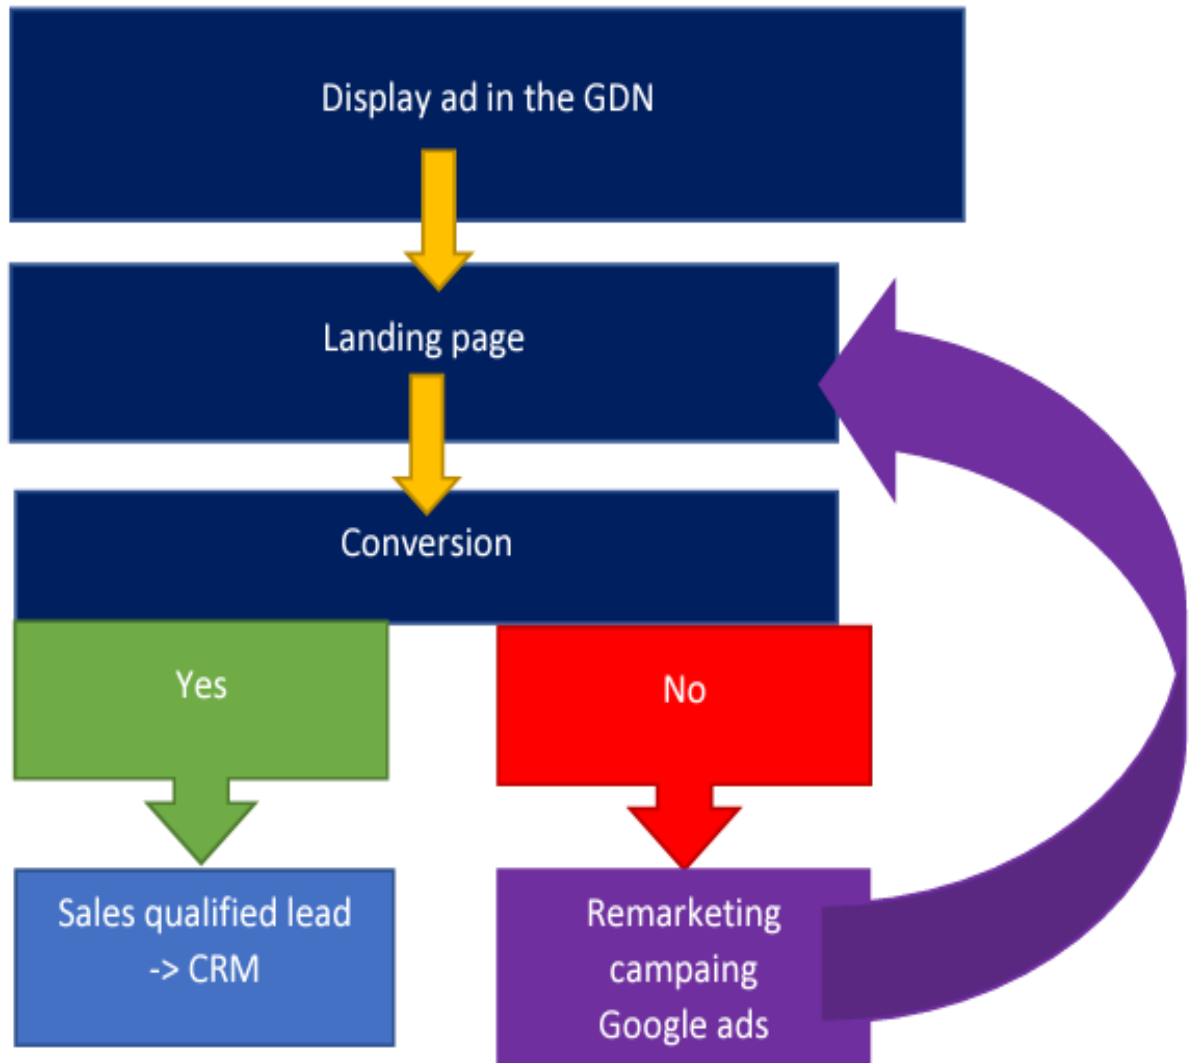 Display ad in the GDN
Landing page
Conversion
Yes
No
Sales qualified lead
-> CRM
Remarketing
campaing
Google ads